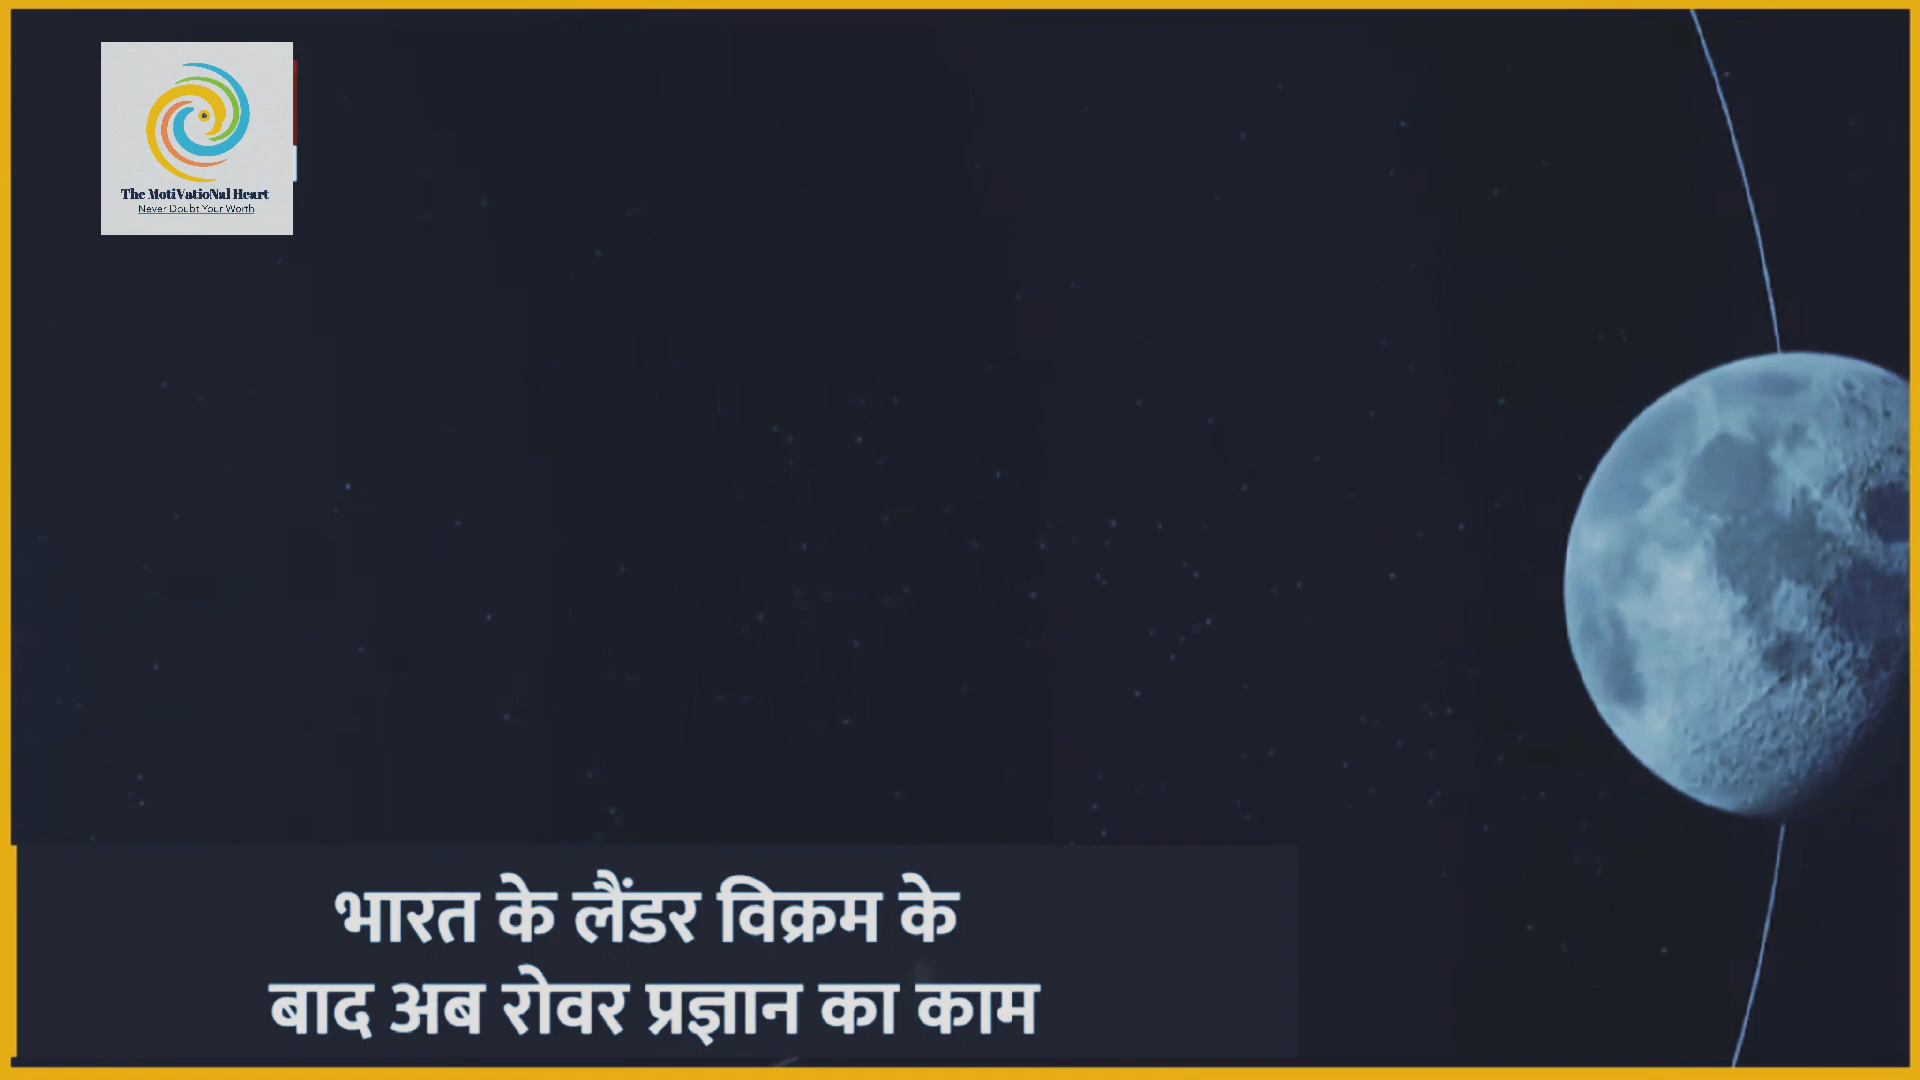 The MotiVatioNal Heart
Never Doubt Your Worth
भारत के लैंडर विक्रम के
बाद अब रोवर प्रज्ञान का काम